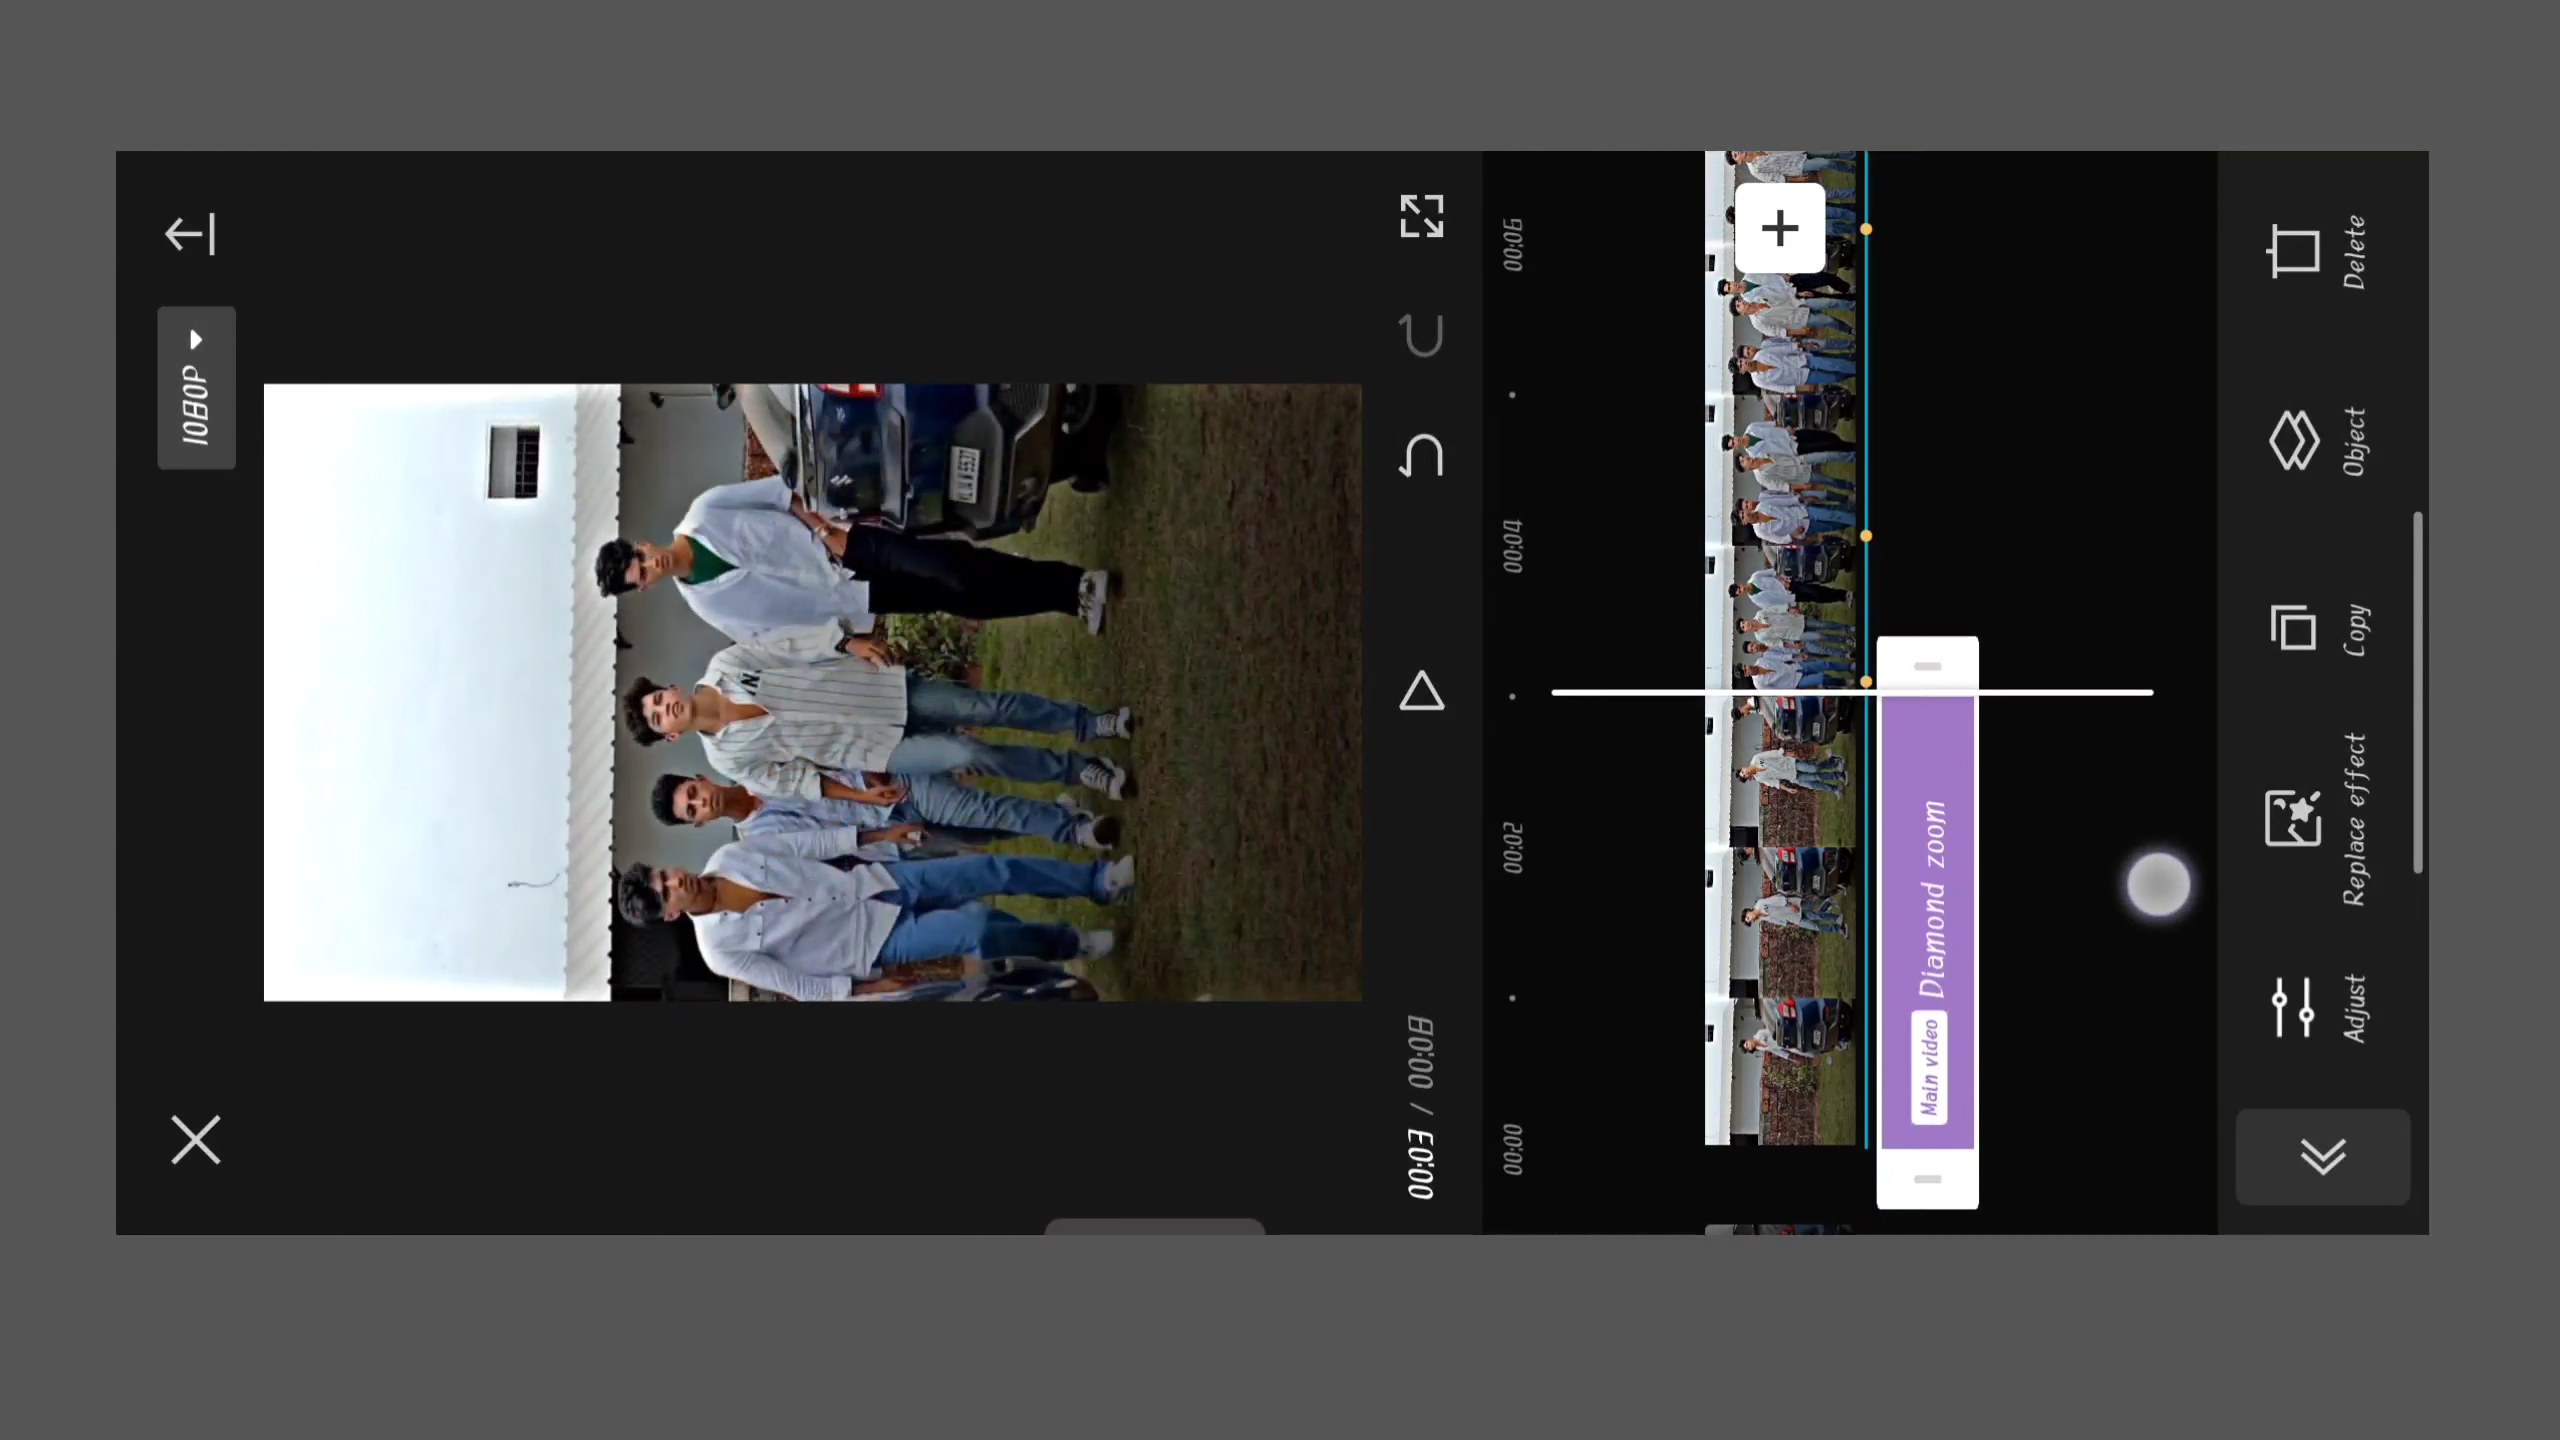 1080P
00:03 / 00:08
00:00 • 00:02 • 00:04 • 00:06
Main video Diamond zoom
Adjust Replace effect Copy Object Delete